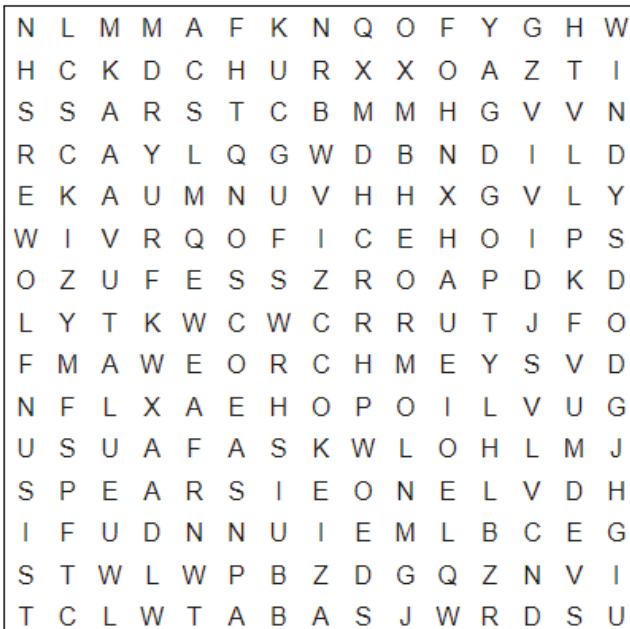 N L M M A F K N Q O F Y G H W
H C K D C H U R X X O A Z T I
S S A R S T C B M M H G V V N
R C A Y L Q G W D B N D I L D
E K A U M N U V H H X G V L Y
W I V R Q O F I C E H O I P S
O Z U F E S S Z R O A P D K D
L Y T K W C W C R R U T J F O
F M A W E O R C H M E Y S V D
N F L X A E H O P O I L V U G
U S U A F A S K W L O H L M J
S P E A R S I E O N E L V D H
I F U D N N U I E M L B C E G
S T W L W P B Z D G Q Z N V I
T C L W T A B A S J W R D S U